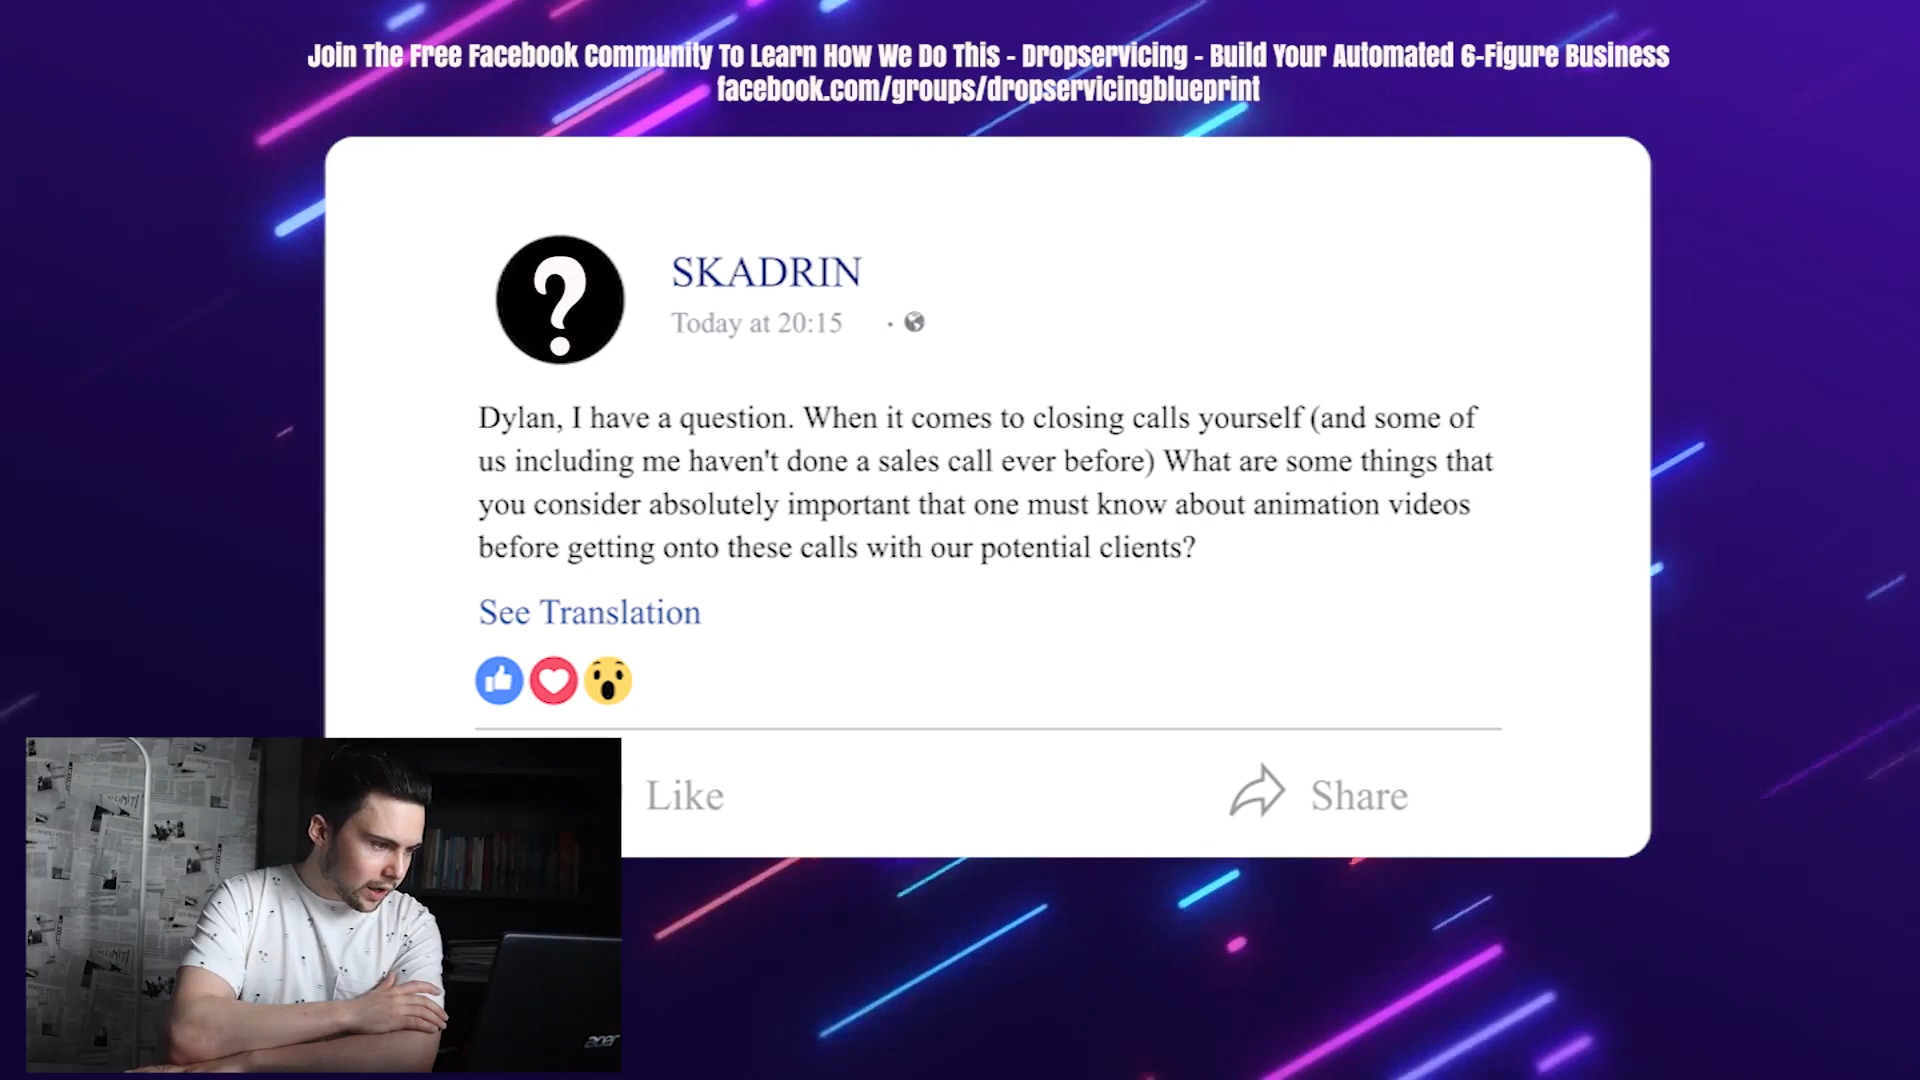 Join The Free Facebook Community To Learn How We Do This - Dropservicing - Build Your Automated 6-Figure Business
facebook.com/groups/dropservicingblueprint
SKADRIN
Today at 20:15
Dylan, I have a question. When it comes to closing calls yourself (and some of
us including me haven't done a sales call ever before) What are some things that
you consider absolutely important that one must know about animation videos
before getting onto these calls with our potential clients?
See Translation
Like
Share
acer